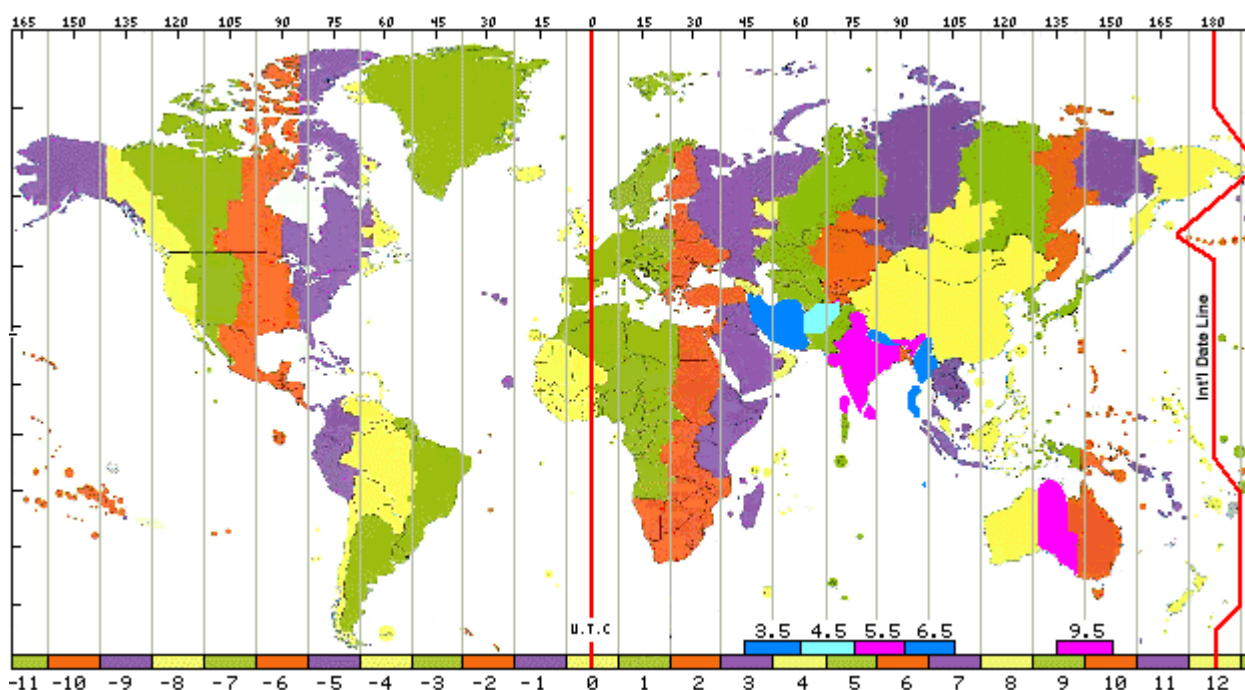 165 150 135 120 105 90 75 60 45 30 15 0 15 30 45 60 75 90 105 120 135 150 165 180
Int'l Date Line
U.T.C
3.5 4.5 5.5 6.5 9.5
-11 -10 -9 -8 -7 -6 -5 -4 -3 -2 -1 0 1 2 3 4 5 6 7 8 9 10 11 12